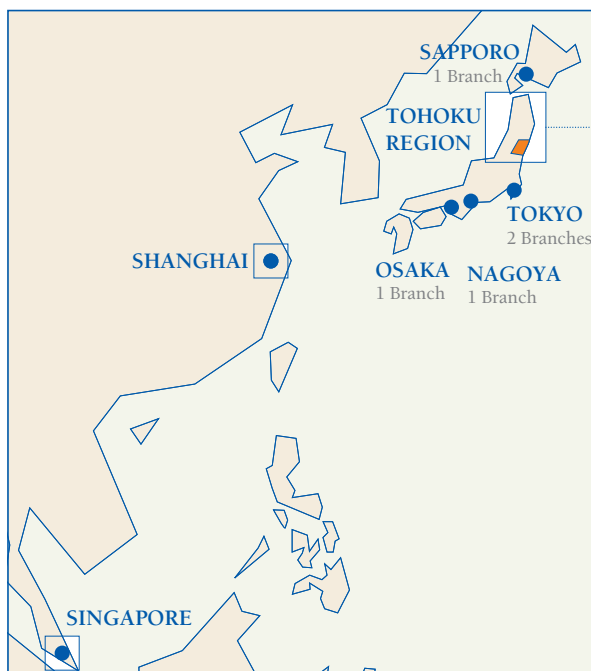 SAPPORO
1 Branch
TOHOKU
REGION
TOKYO
2 Branches
SHANGHAI
OSAKA
1 Branch
NAGOYA
1 Branch
SINGAPORE